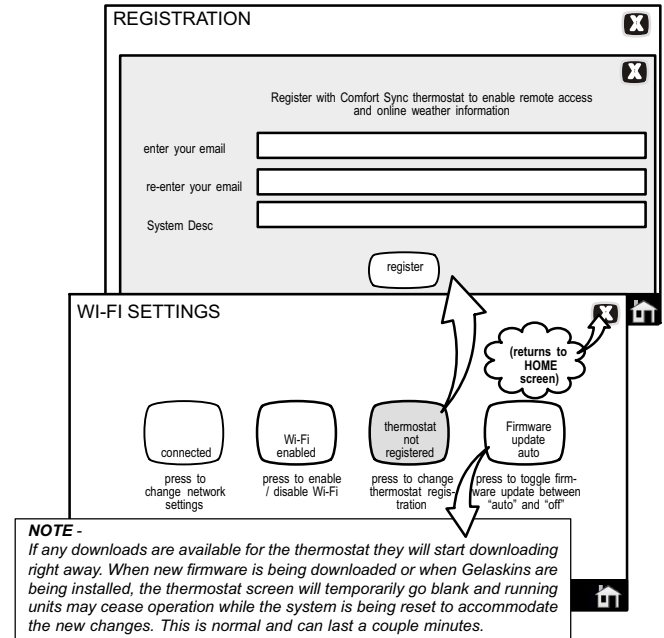 REGISTRATION
X
X
Register with Comfort Sync thermostat to enable remote access
and online weather information
enter your email
re-enter your email
System Desc
register
WI-FI SETTINGS
X
(returns to
HOME
screen)
connected
Wi-Fi
enabled
thermostat
not
registered
Firmware
update
auto
press to
change network
settings
press to enable
/ disable Wi-Fi
press to change
thermostat regis-
tration
press to toggle firm-
ware update between
“auto” and “off”
NOTE -
If any downloads are available for the thermostat they will start downloading
right away. When new firmware is being downloaded or when Gelaskins are
being installed, the thermostat screen will temporarily go blank and running
units may cease operation while the system is being reset to accommodate
the new changes. This is normal and can last a couple minutes.